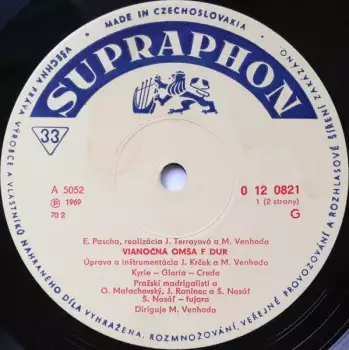 • MADE IN CZECHOSLOVAKIA •
VŠECHNA PRÁVA VÝROBCE A VLASTNÍKŮ NAHRANÉHO DÍLA VYHRAŽENA. ROZMNOŽOVÁNÍ, VEŘEJNÉ PROVOZOVÁNÍ A ROZHLASOVÉ ŠÍŘENÍ ZAKÁZÁNO
SUPRAPHON
33
A 5052
Ⓟ 1969
70 2
0 12 0821
1 (2 strany)
G
E. Pascha, realizácia J. Terrayová a M. Venhoda
VIANOČNÁ OMŠA F DUR
Úprava a inštrumentácia J. Krček a M. Venhoda
Kyrie - Gloria - Credo
Pražskí madrigalisti a
O. Malachovský, J. Raninec a Š. Nosáľ
Š. Nosáľ - fujara
Diriguje M. Venhoda